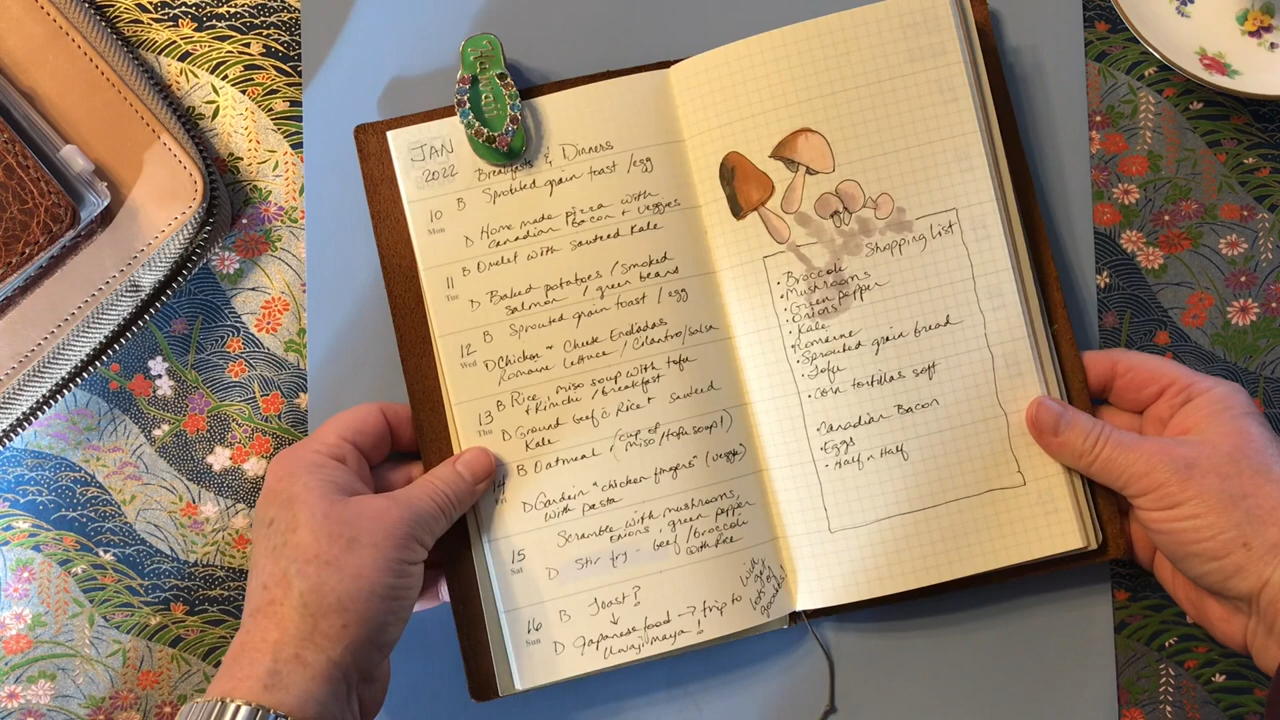 Hawaii
JAN
2022
Breakfasts & Dinners
B Sprouted grain toast / egg
10
Mon
D Home made pizza with
Canadian Bacon + Veggies
B Omelet with sauteed Kale
11
Tue
D Baked potatoes / smoked
salmon / green beans
B Sprouted grain toast / egg
12
Wed
D Chicken + Cheese Enchiladas
Romaine lettuce / Cilantro/salsa
B Rice, miso soup with tofu
+ Kimchi / breakfast
13
Thu
D Ground beef c̄ Rice + sauteed
Kale
B Oatmeal, (cup of
miso/tofu soup!)
14
Fri
D Gardein "chicken fingers" (veggie)
with pasta
Scramble with mushrooms,
onions, green pepper
15
Sat
D Stir fry - beef/broccoli
with Rice
B Toast?
16
Sun
D Japanese food → trip to
Uwajimaya!
Will
get
lots of
goodies!
Shopping List
• Broccoli
• Mushrooms
• Green pepper
• Onions
• Kale
• Romaine
• Sprouted grain bread
• Tofu
• Corn tortillas soft
• Canadian Bacon
• Eggs
• Half n Half